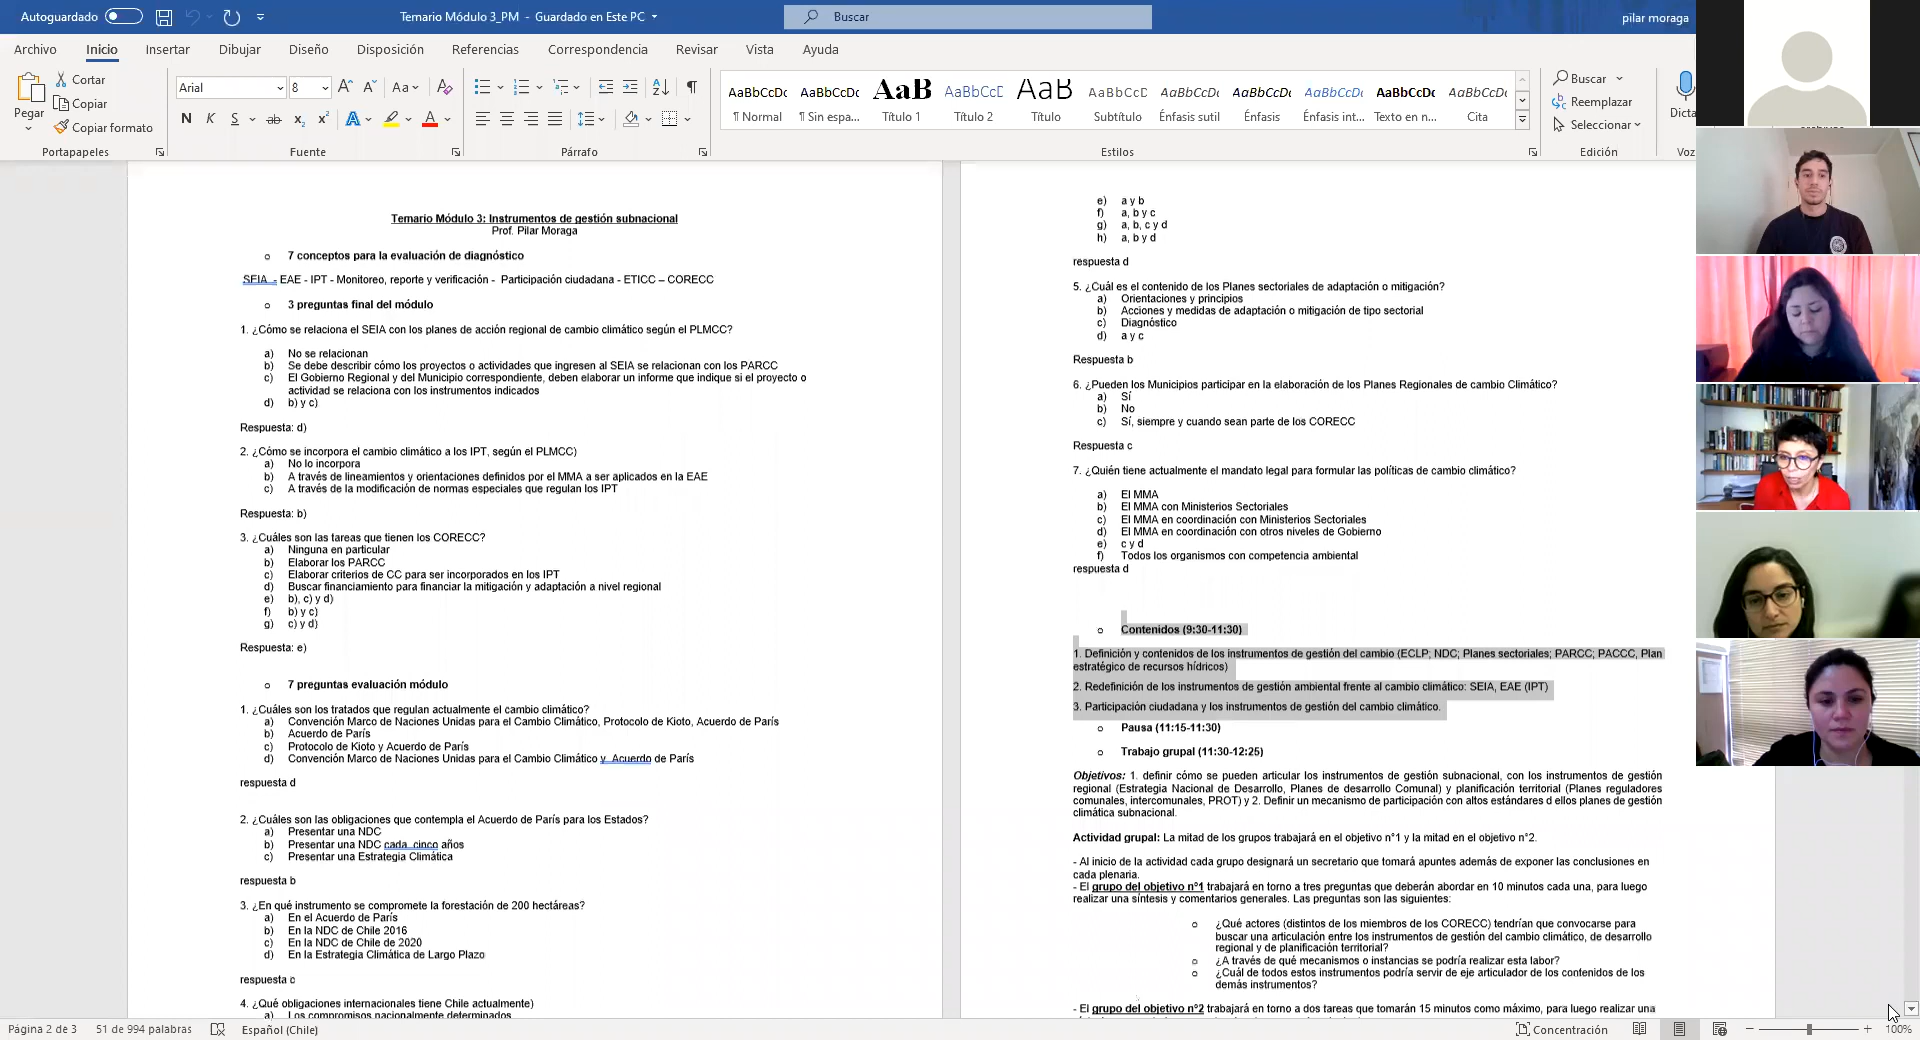 Autoguardado
Temario Módulo 3_PM - Guardado en Este PC
Buscar
pilar moraga
Archivo Inicio Insertar Dibujar Diseño Disposición Referencias Correspondencia Revisar Vista Ayuda
Pegar
Cortar
Copiar
Copiar formato
Portapapeles
Arial 8
Fuente
Párrafo
AaBbCcDc AaBbCcDc AaB AaBbCcD AaB AaBbCcD AaBbCcDc AaBbCcDc AaBbCcDc AaBbCcDc AaBbCcDc
¶ Normal ¶ Sin espa... Título 1 Título 2 Título Subtítulo Énfasis sutil Énfasis Énfasis int... Texto en n... Cita
Estilos
Buscar
Reemplazar
Seleccionar
Edición
Dicta
Voz
Temario Módulo 3: Instrumentos de gestión subnacional
Prof. Pilar Moraga
o 7 conceptos para la evaluación de diagnóstico
SEIA - EAE - IPT - Monitoreo, reporte y verificación - Participación ciudadana - ETICC – CORECC
o 3 preguntas final del módulo
1. ¿Cómo se relaciona el SEIA con los planes de acción regional de cambio climático según el PLMCC?
a) No se relacionan
b) Se debe describir cómo los proyectos o actividades que ingresen al SEIA se relacionan con los PARCC
c) El Gobierno Regional y del Municipio correspondiente, deben elaborar un informe que indique si el proyecto o
actividad se relaciona con los instrumentos indicados
d) b) y c)
Respuesta: d)
2. ¿Cómo se incorpora el cambio climático a los IPT, según el PLMCC)
a) No lo incorpora
b) A través de lineamientos y orientaciones definidos por el MMA a ser aplicados en la EAE
c) A través de la modificación de normas especiales que regulan los IPT
Respuesta: b)
3. ¿Cuáles son las tareas que tienen los CORECC?
a) Ninguna en particular
b) Elaborar los PARCC
c) Elaborar criterios de CC para ser incorporados en los IPT
d) Buscar financiamiento para financiar la mitigación y adaptación a nivel regional
e) b), c) y d)
f) b) y c)
g) c) y d)
Respuesta: e)
o 7 preguntas evaluación módulo
1. ¿Cuáles son los tratados que regulan actualmente el cambio climático?
a) Convención Marco de Naciones Unidas para el Cambio Climático, Protocolo de Kioto, Acuerdo de París
b) Acuerdo de París
c) Protocolo de Kioto y Acuerdo de París
d) Convención Marco de Naciones Unidas para el Cambio Climático y Acuerdo de París
respuesta d
2. ¿Cuáles son las obligaciones que contempla el Acuerdo de París para los Estados?
a) Presentar una NDC
b) Presentar una NDC cada cinco años
c) Presentar una Estrategia Climática
respuesta b
3. ¿En qué instrumento se compromete la forestación de 200 hectáreas?
a) En el Acuerdo de París
b) En la NDC de Chile 2016
c) En la NDC de Chile de 2020
d) En la Estrategia Climática de Largo Plazo
respuesta c
4. ¿Qué obligaciones internacionales tiene Chile actualmente)
a) Los compromisos nacionalmente determinados
e) a y b
f) a, b y c
g) a, b, c y d
h) a, b y d
respuesta d
5. ¿Cuál es el contenido de los Planes sectoriales de adaptación o mitigación?
a) Orientaciones y principios
b) Acciones y medidas de adaptación o mitigación de tipo sectorial
c) Diagnóstico
d) a y c
Respuesta b
6. ¿Pueden los Municipios participar en la elaboración de los Planes Regionales de cambio Climático?
a) Sí
b) No
c) Sí, siempre y cuando sean parte de los CORECC
Respuesta c
7. ¿Quién tiene actualmente el mandato legal para formular las políticas de cambio climático?
a) El MMA
b) El MMA con Ministerios Sectoriales
c) El MMA en coordinación con Ministerios Sectoriales
d) El MMA en coordinación con otros niveles de Gobierno
e) c y d
f) Todos los organismos con competencia ambiental
respuesta d
o Contenidos (9:30-11:30)
1. Definición y contenidos de los instrumentos de gestión del cambio (ECLP; NDC; Planes sectoriales; PARCC; PACCC, Plan
estratégico de recursos hídricos)
2. Redefinición de los instrumentos de gestión ambiental frente al cambio climático: SEIA, EAE (IPT)
3. Participación ciudadana y los instrumentos de gestión del cambio climático.
o Pausa (11:15-11:30)
o Trabajo grupal (11:30-12:25)
Objetivos: 1. definir cómo se pueden articular los instrumentos de gestión subnacional, con los instrumentos de gestión
regional (Estrategia Nacional de Desarrollo, Planes de desarrollo Comunal) y planificación territorial (Planes reguladores
comunales, intercomunales, PROT) y 2. Definir un mecanismo de participación con altos estándares d ellos planes de gestión
climática subnacional.
Actividad grupal: La mitad de los grupos trabajará en el objetivo n°1 y la mitad en el objetivo n°2.
- Al inicio de la actividad cada grupo designará un secretario que tomará apuntes además de exponer las conclusiones en
cada plenaria.
- El grupo del objetivo n°1 trabajará en torno a tres preguntas que deberán abordar en 10 minutos cada una, para luego
realizar una síntesis y comentarios generales. Las preguntas son las siguientes:
o ¿Qué actores (distintos de los miembros de los CORECC) tendrían que convocarse para
buscar una articulación entre los instrumentos de gestión del cambio climático, de desarrollo
regional y de planificación territorial?
o ¿A través de qué mecanismos o instancias se podría realizar esta labor?
o ¿Cuál de todos estos instrumentos podría servir de eje articulador de los contenidos de los
demás instrumentos?
- El grupo del objetivo n°2 trabajará en torno a dos tareas que tomarán 15 minutos como máximo, para luego realizar una
Página 2 de 3 51 de 994 palabras Español (Chile)
Concentración
100%